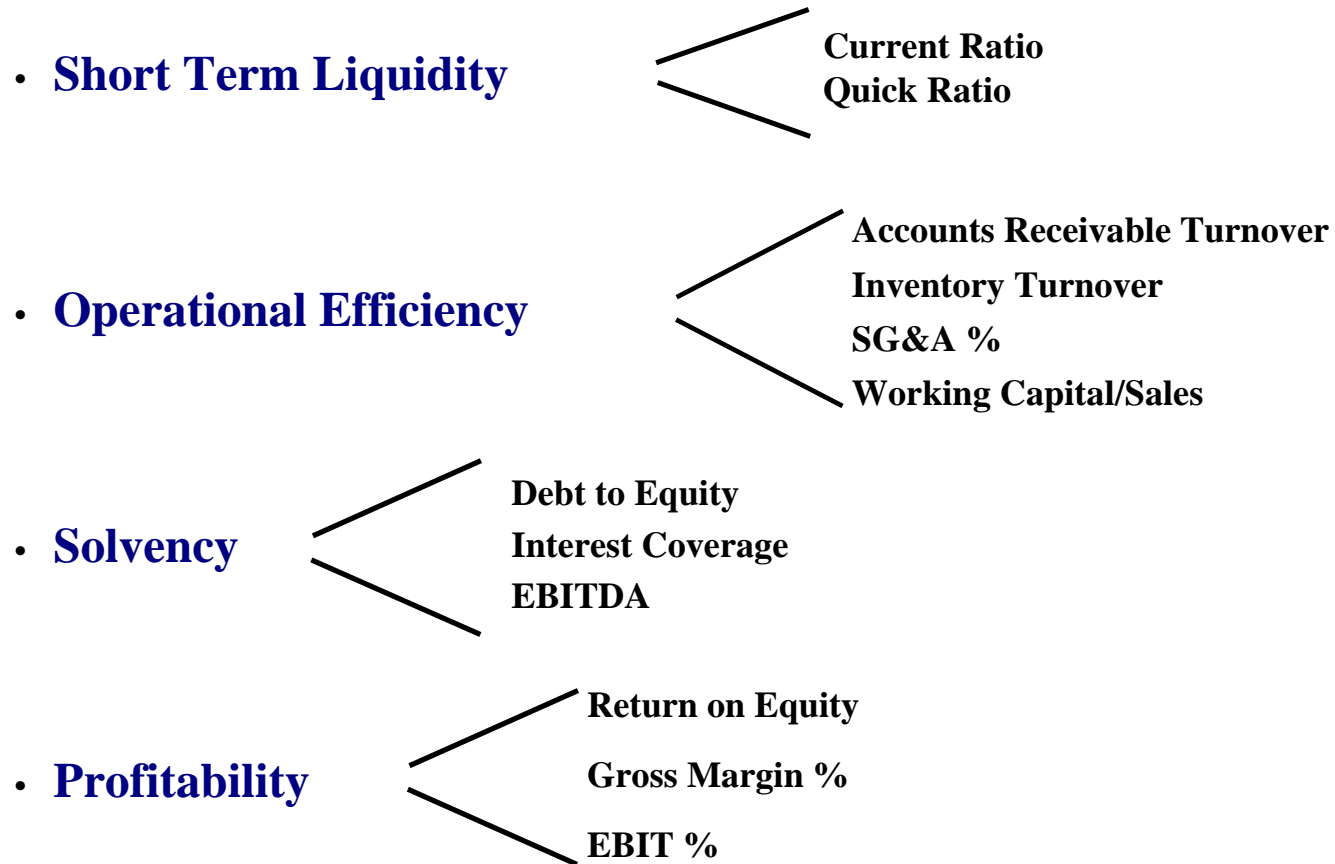 • Short Term Liquidity
Current Ratio
Quick Ratio
• Operational Efficiency
Accounts Receivable Turnover
Inventory Turnover
SG&A %
Working Capital/Sales
• Solvency
Debt to Equity
Interest Coverage
EBITDA
• Profitability
Return on Equity
Gross Margin %
EBIT %